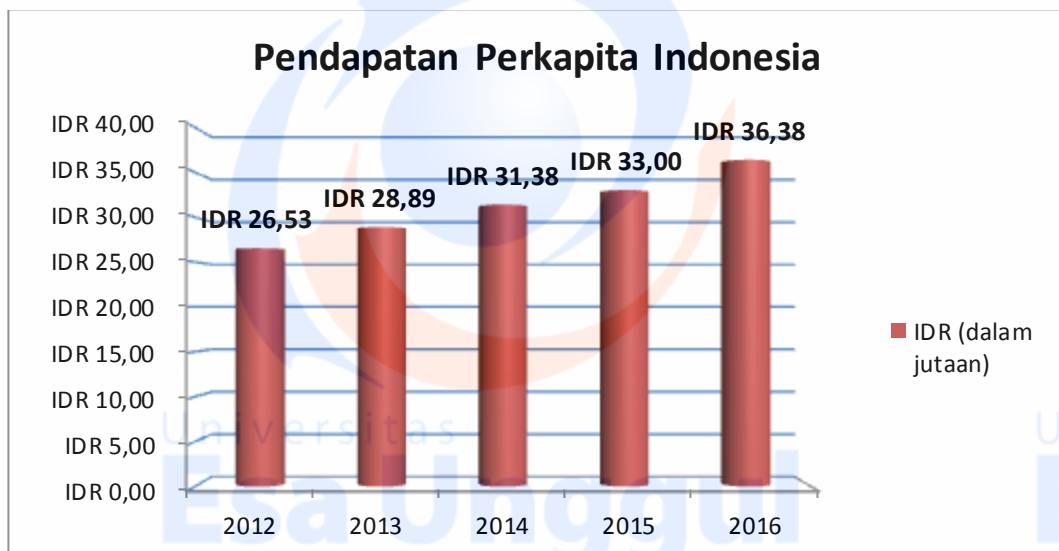 Pendapatan Perkapita Indonesia
IDR 40,00
IDR 35,00
IDR 30,00
IDR 25,00
IDR 20,00
IDR 15,00
IDR 10,00
IDR 5,00
IDR 0,00
IDR 26,53
IDR 28,89
IDR 31,38
IDR 33,00
IDR 36,38
2012
2013
2014
2015
2016
IDR (dalam
jutaan)
Universitas
Esa Unggul